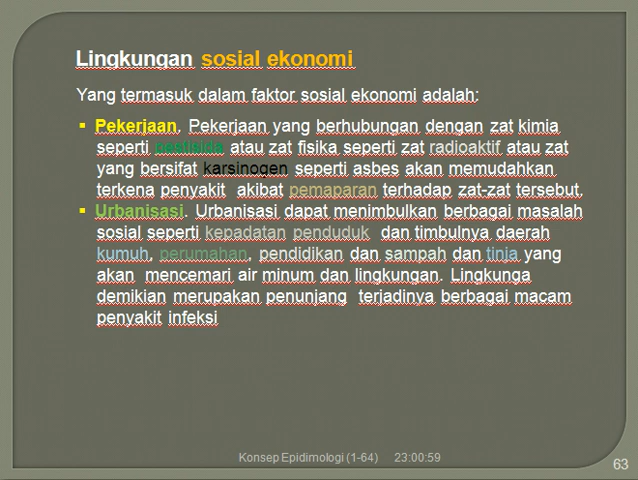 Lingkungan sosial ekonomi
Yang termasuk dalam faktor sosial ekonomi adalah:
▪ Pekerjaan. Pekerjaan yang berhubungan dengan zat kimia
seperti pestisida atau zat fisika seperti zat radioaktif atau zat
yang bersifat karsinogen seperti asbes akan memudahkan
terkena penyakit akibat pemaparan terhadap zat-zat tersebut.
▪ Urbanisasi. Urbanisasi dapat menimbulkan berbagai masalah
sosial seperti kepadatan penduduk dan timbulnya daerah
kumuh, perumahan, pendidikan dan sampah dan tinja yang
akan mencemari air minum dan lingkungan. Lingkunga
demikian merupakan penunjang terjadinya berbagai macam
penyakit infeksi
Konsep Epidimologi (1-64) 23:00:59
63